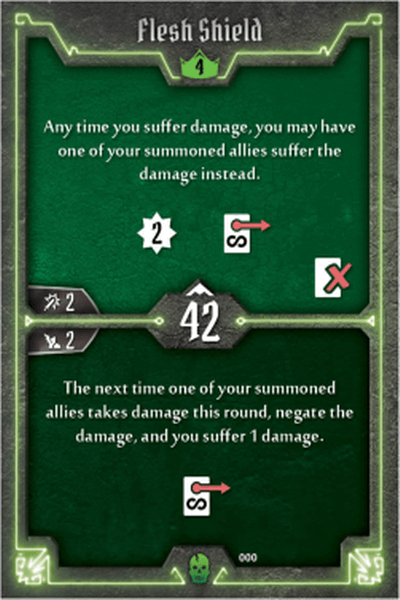 Flesh Shield
4
Any time you suffer damage, you may have
one of your summoned allies suffer the
damage instead.
2
S
2
42
2
The next time one of your summoned
allies takes damage this round, negate the
damage, and you suffer 1 damage.
S
000